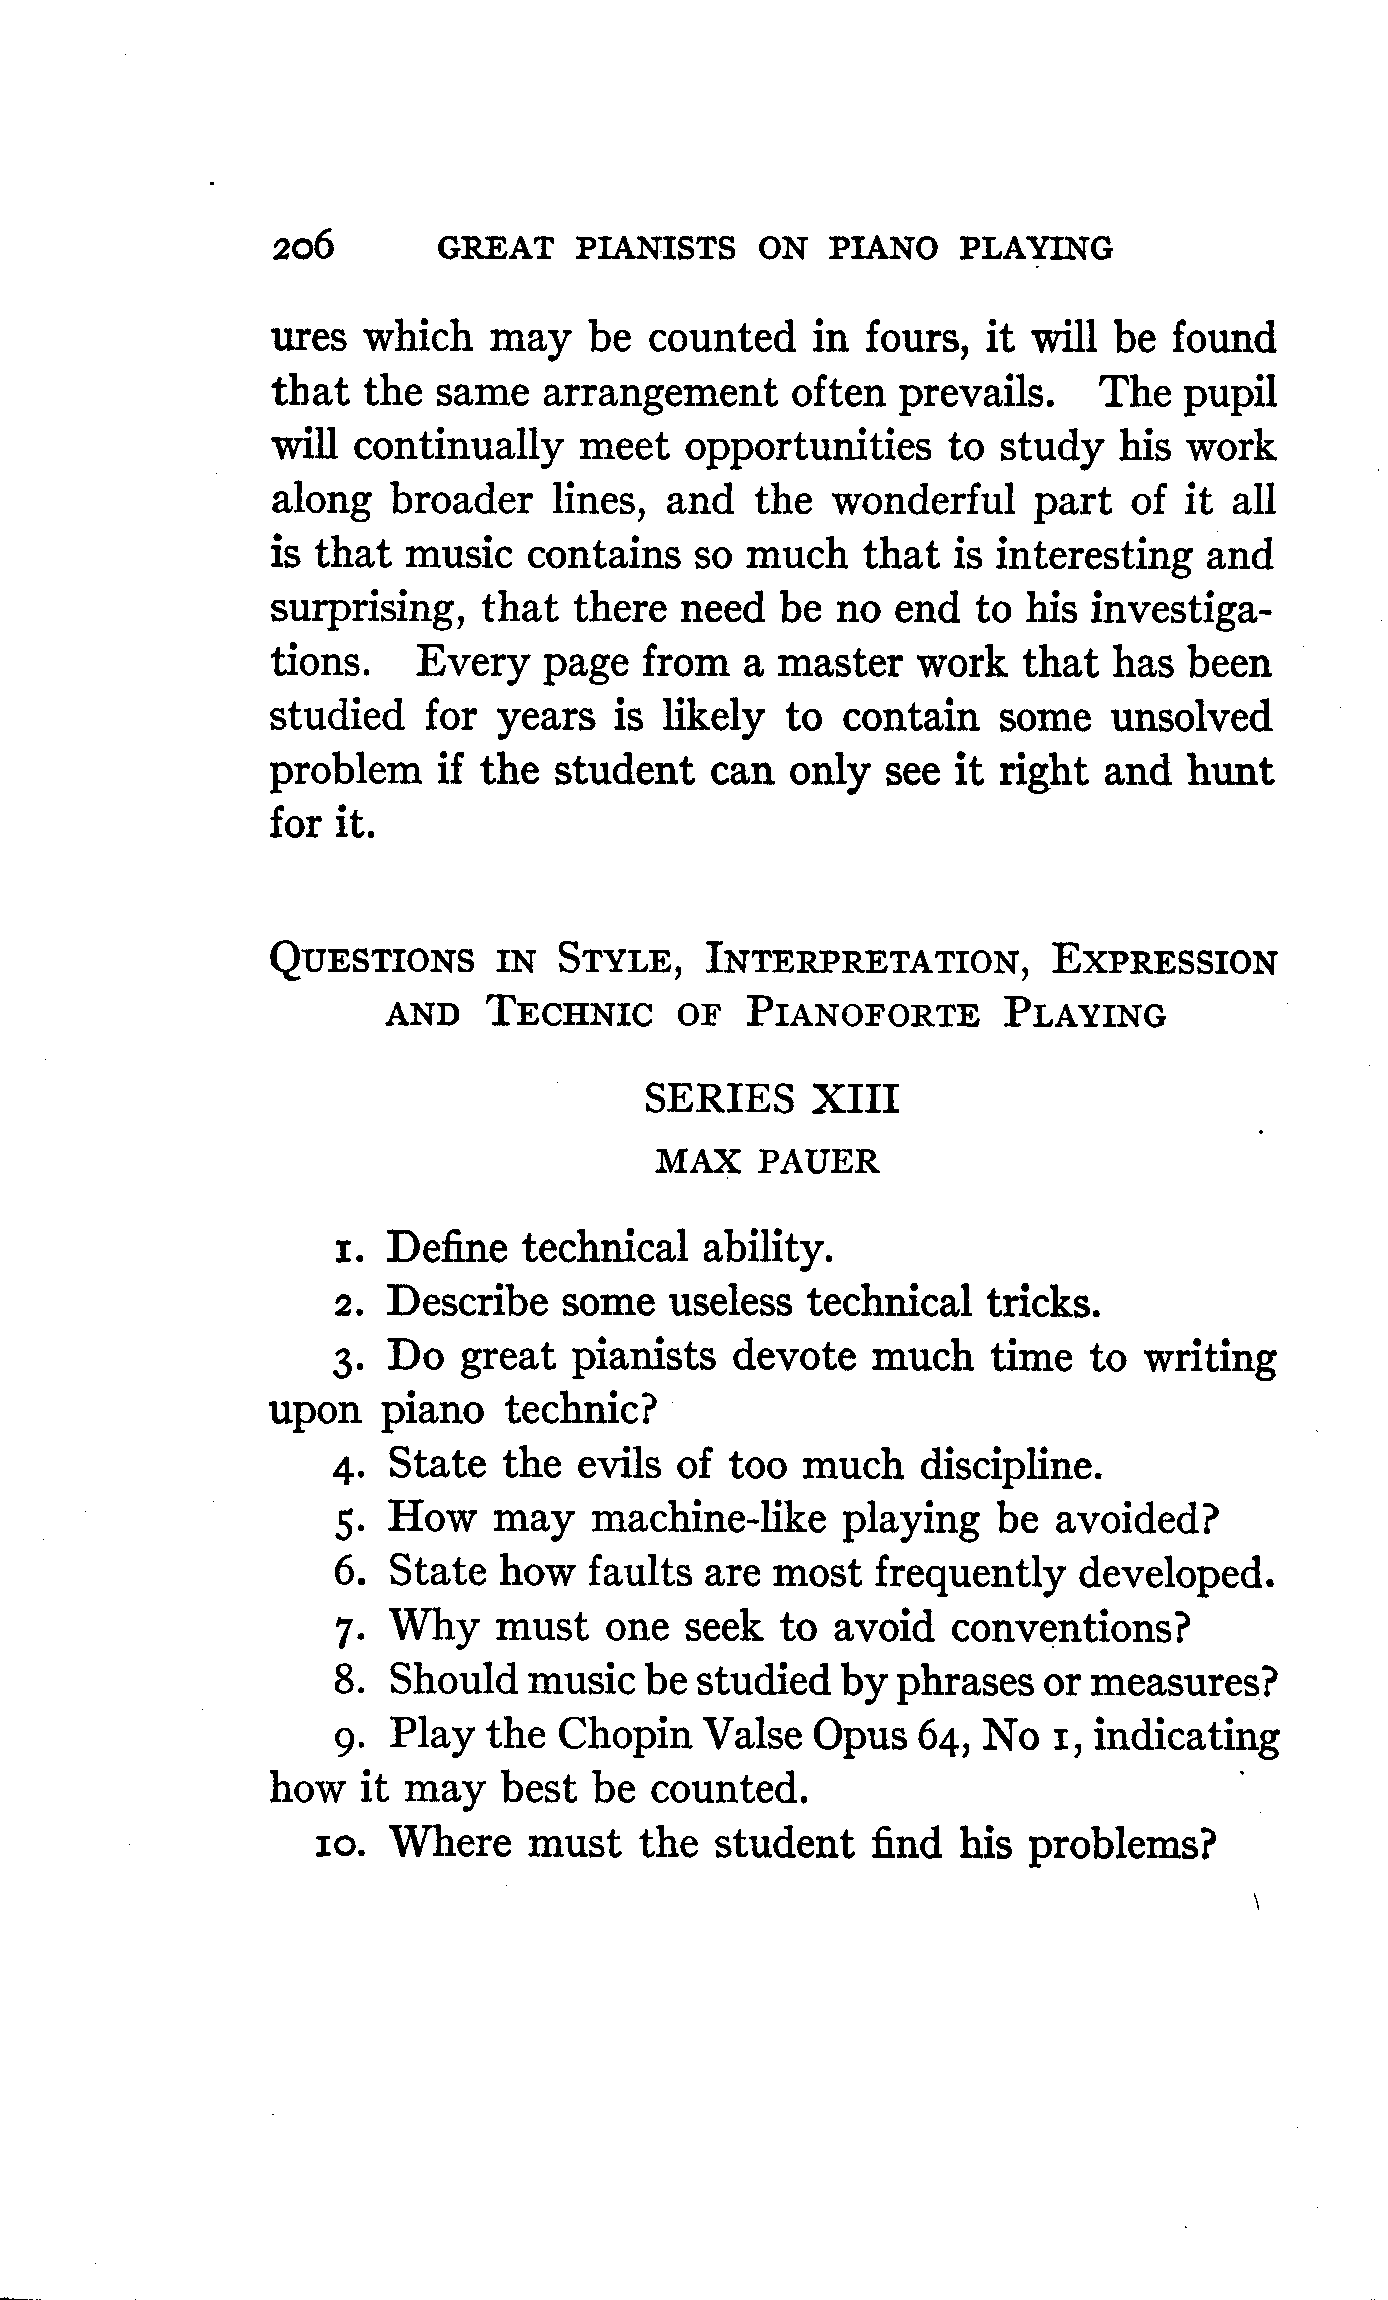 206 GREAT PIANISTS ON PIANO PLAYING
ures which may be counted in fours, it will be found
that the same arrangement often prevails. The pupil
will continually meet opportunities to study his work
along broader lines, and the wonderful part of it all
is that music contains so much that is interesting and
surprising, that there need be no end to his investiga-
tions. Every page from a master work that has been
studied for years is likely to contain some unsolved
problem if the student can only see it right and hunt
for it.
QUESTIONS IN STYLE, INTERPRETATION, EXPRESSION
AND TECHNIC OF PIANOFORTE PLAYING
SERIES XIII
MAX PAUER
1. Define technical ability.
2. Describe some useless technical tricks.
3. Do great pianists devote much time to writing
upon piano technic?
4. State the evils of too much discipline.
5. How may machine-like playing be avoided?
6. State how faults are most frequently developed.
7. Why must one seek to avoid conventions?
8. Should music be studied by phrases or measures?
9. Play the Chopin Valse Opus 64, No 1, indicating
how it may best be counted.
10. Where must the student find his problems?